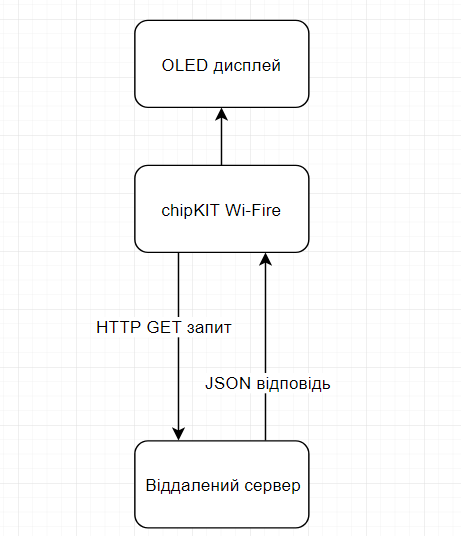 OLED дисплей
chipKIT Wi-Fire
HTTP GET запит
JSON відповідь
Віддалений сервер